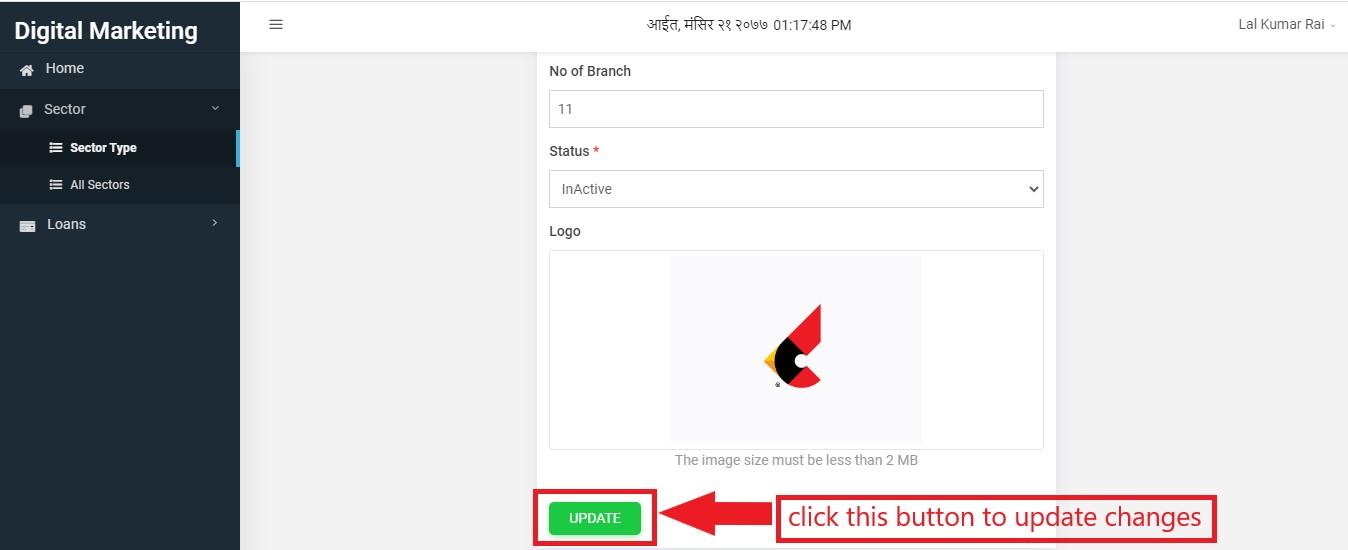 Digital Marketing
आईत, मंसिर २१ २०७७ 01:17:48 PM
Lal Kumar Rai
Home
Sector
Sector Type
All Sectors
Loans
No of Branch
11
Status *
InActive
Logo
The image size must be less than 2 MB
UPDATE
click this button to update changes